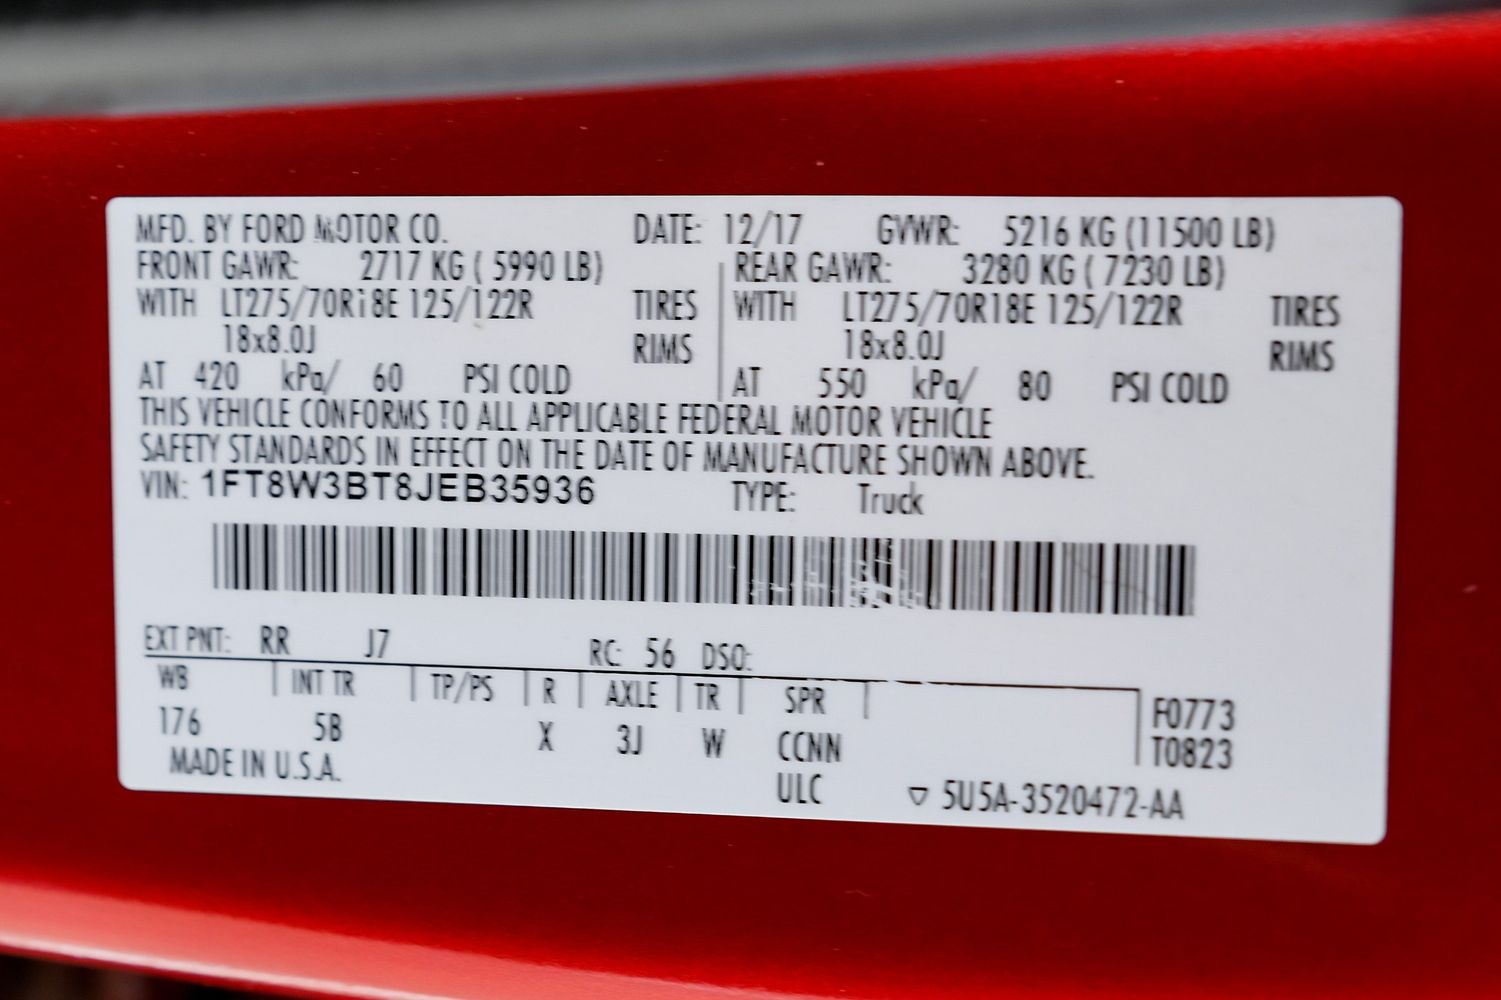 MFD. BY FORD MOTOR CO. DATE: 12/17 GVWR: 5216 KG (11500 LB)
FRONT GAWR: 2717 KG ( 5990 LB) REAR GAWR: 3280 KG ( 7230 LB)
WITH LT275/70R18E 125/122R TIRES WITH LT275/70R18E 125/122R TIRES
18x8.0J RIMS 18x8.0J RIMS
AT 420 kPa/ 60 PSI COLD AT 550 kPa/ 80 PSI COLD
THIS VEHICLE CONFORMS TO ALL APPLICABLE FEDERAL MOTOR VEHICLE
SAFETY STANDARDS IN EFFECT ON THE DATE OF MANUFACTURE SHOWN ABOVE.
VIN: 1FT8W3BT8JEB35936 TYPE: Truck
EXT PNT: RR J7 RC: 56 DSO:
WB INT TR TP/PS R AXLE TR SPR F0773
176 5B X 3J W CCNN T0823
MADE IN U.S.A. ULC ▽ 5U5A-3520472-AA